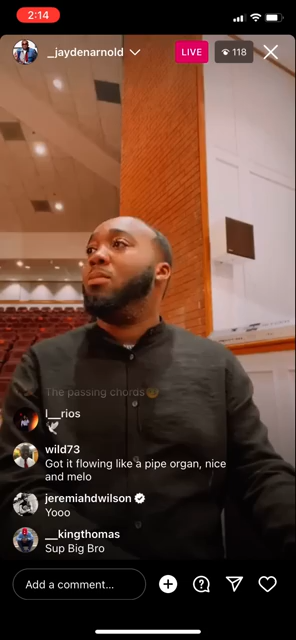 2:14
_jaydenarnold
LIVE
118
The passing chords😳
l__rios
🕊
wild73
Got it flowing like a pipe organ, nice
and melo
jeremiahdwilson
Yooo
__kingthomas
Sup Big Bro
Add a comment...